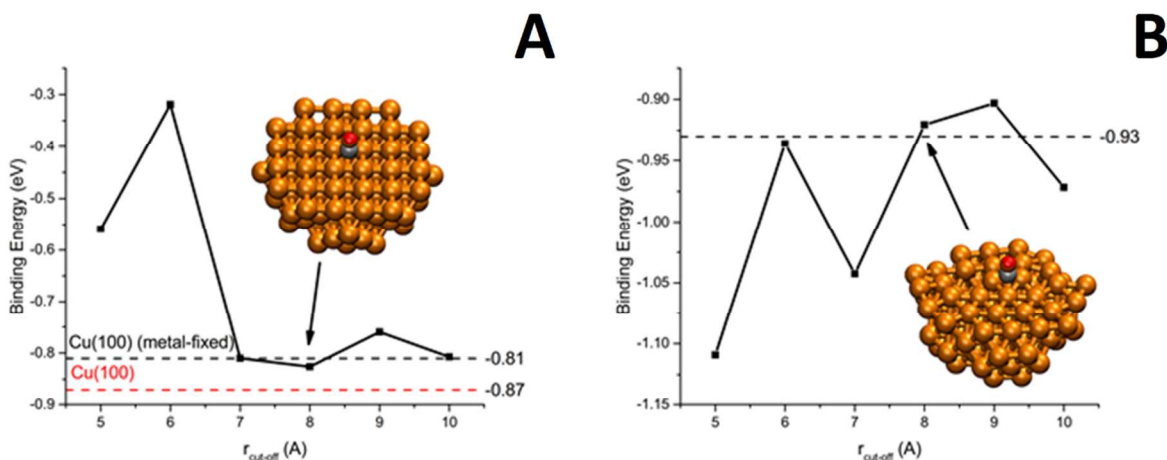 A
Binding Energy (eV)
-0.3
-0.4
-0.5
-0.6
-0.7
-0.8
-0.9
Cu(100) (metal-fixed)
-0.81
Cu(100)
-0.87
5 6 7 8 9 10
r_cut-off (A)
B
Binding Energy (eV)
-0.90
-0.95
-1.00
-1.05
-1.10
-1.15
-0.93
5 6 7 8 9 10
r_cut-off (A)